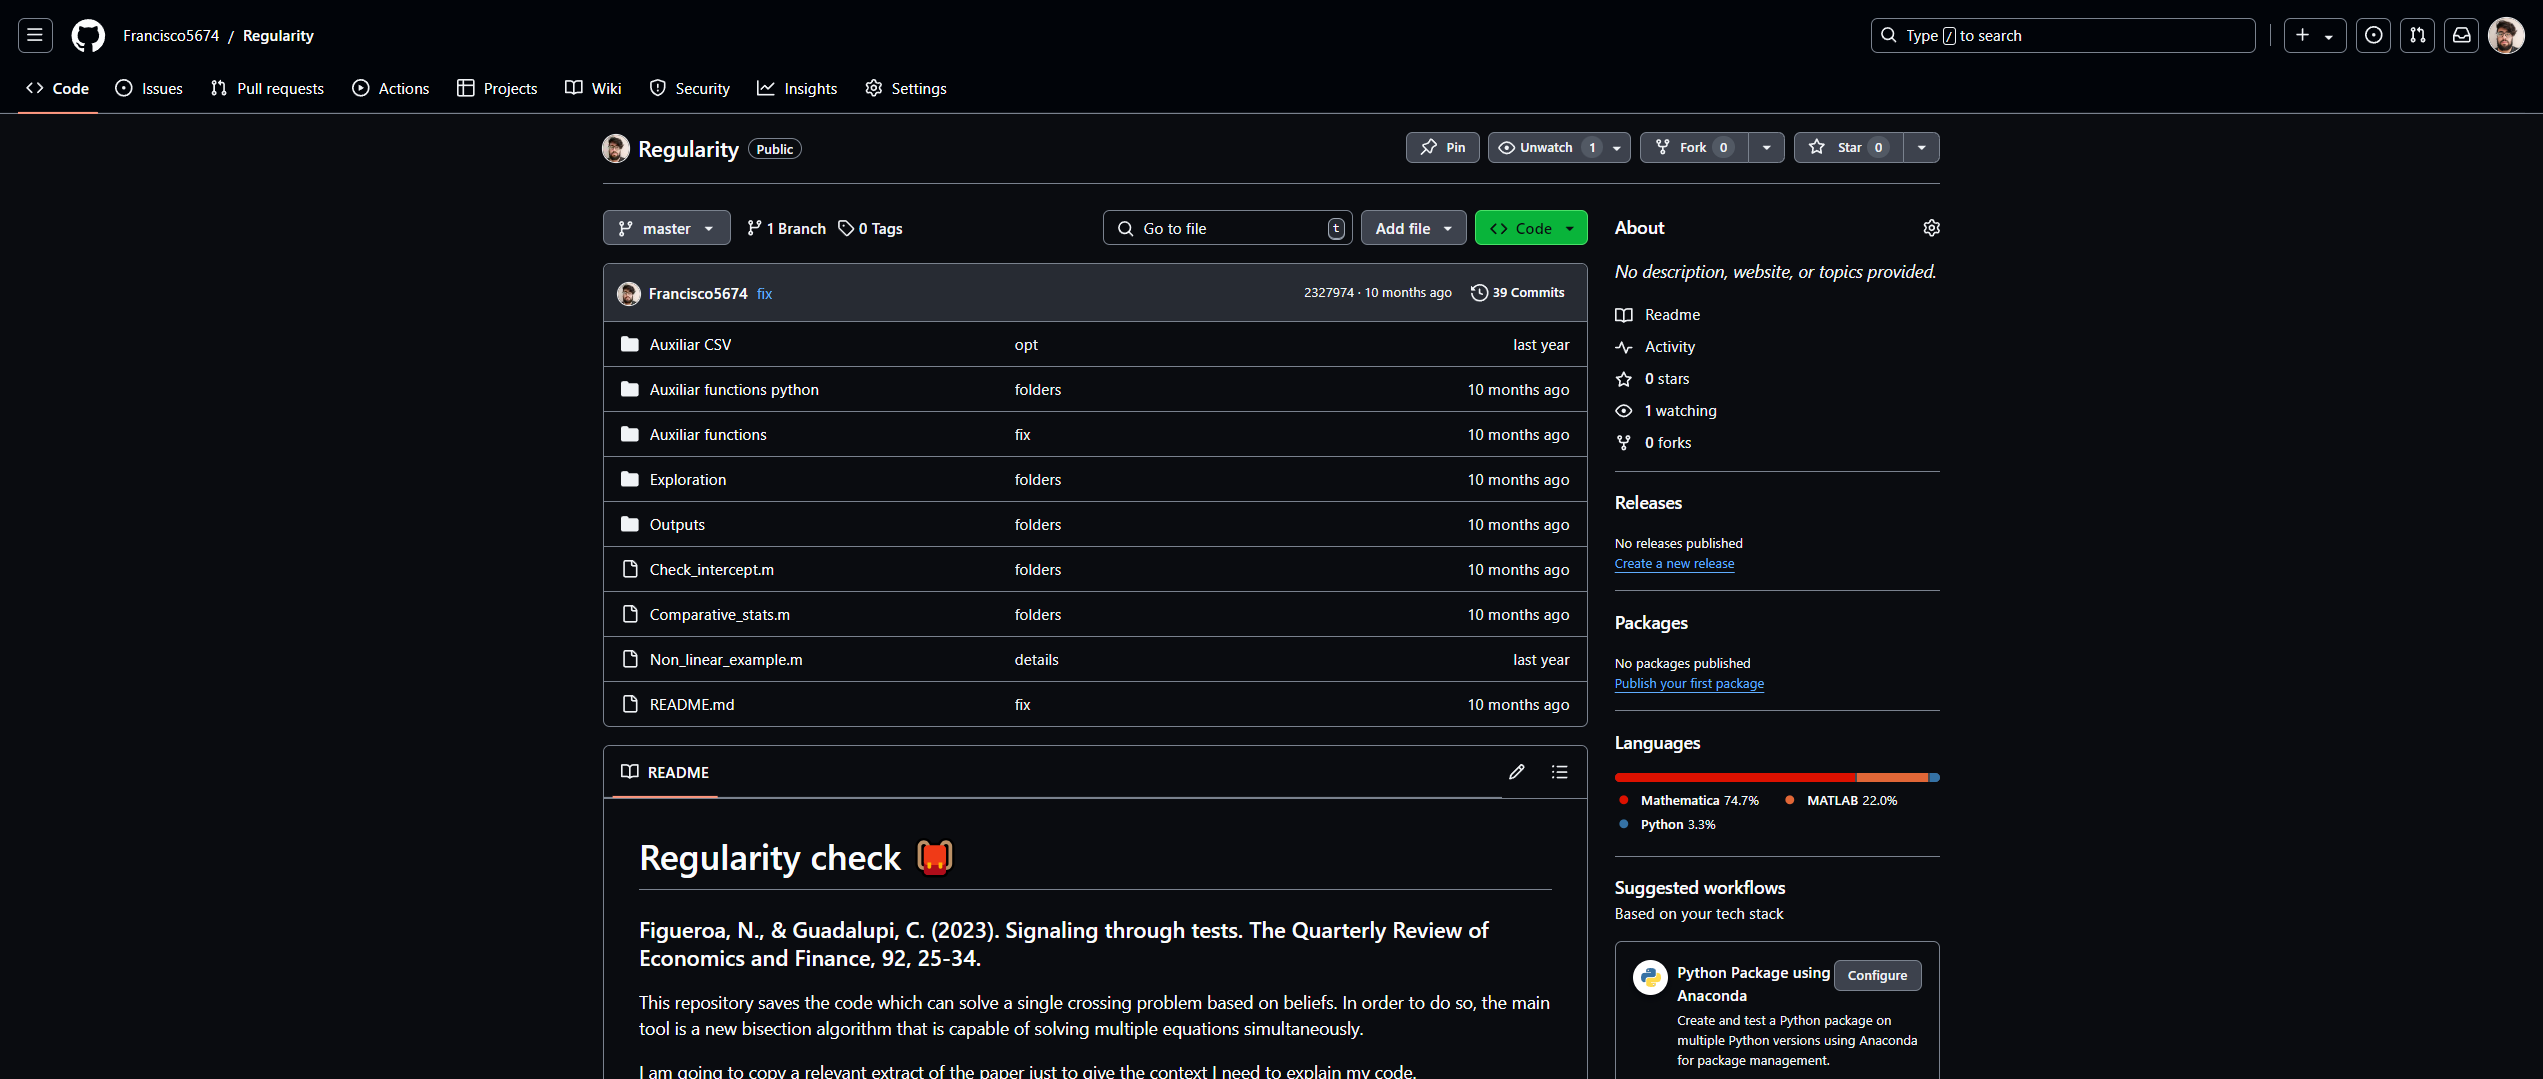 Francisco5674 / Regularity
Type / to search
Code
Issues
Pull requests
Actions
Projects
Wiki
Security
Insights
Settings
Regularity Public
Pin
Unwatch 1
Fork 0
Star 0
master
1 Branch
0 Tags
Go to file t
Add file
Code
Francisco5674 fix
2327974 · 10 months ago
39 Commits
Auxiliar CSV opt last year
Auxiliar functions python folders 10 months ago
Auxiliar functions fix 10 months ago
Exploration folders 10 months ago
Outputs folders 10 months ago
Check_intercept.m folders 10 months ago
Comparative_stats.m folders 10 months ago
Non_linear_example.m details last year
README.md fix 10 months ago
README
Regularity check
Figueroa, N., & Guadalupi, C. (2023). Signaling through tests. The Quarterly Review of
Economics and Finance, 92, 25-34.
This repository saves the code which can solve a single crossing problem based on beliefs. In order to do so, the main
tool is a new bisection algorithm that is capable of solving multiple equations simultaneously.
I am going to copy a relevant extract of the paper just to give the context I need to explain my code.
About
No description, website, or topics provided.
Readme
Activity
0 stars
1 watching
0 forks
Releases
No releases published
Create a new release
Packages
No packages published
Publish your first package
Languages
Mathematica 74.7%
MATLAB 22.0%
Python 3.3%
Suggested workflows
Based on your tech stack
Python Package using
Anaconda
Configure
Create and test a Python package on
multiple Python versions using Anaconda
for package management.